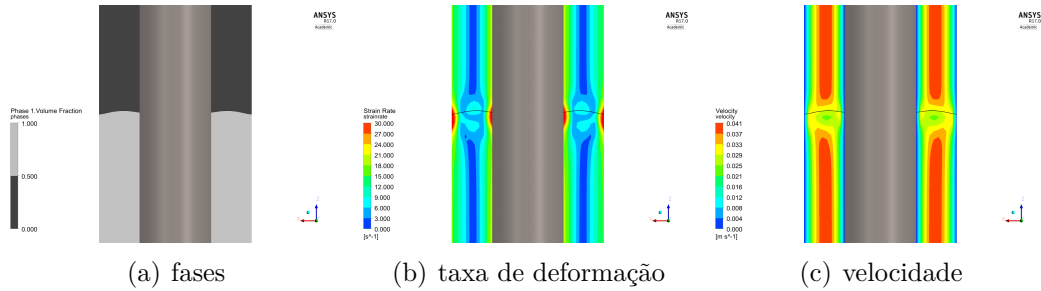 ANSYS
R17.0
Academic
Phase 1.Volume Fraction
phases
1.000
0.500
0.000
(a) fases
ANSYS
R17.0
Academic
Strain Rate
strainrate
30.000
27.000
24.000
21.000
18.000
15.000
12.000
9.000
6.000
3.000
0.000
[s^-1]
(b) taxa de deformação
ANSYS
R17.0
Academic
Velocity
velocity
0.041
0.037
0.033
0.029
0.025
0.021
0.016
0.012
0.008
0.004
0.000
[m s^-1]
(c) velocidade